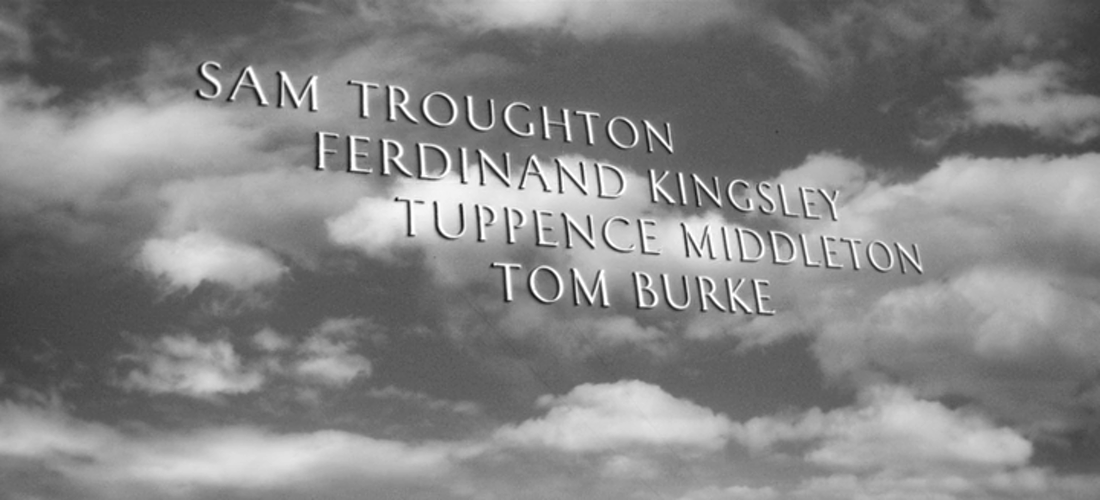 SAM TROUGHTON
FERDINAND KINGSLEY
TUPPENCE MIDDLETON
TOM BURKE